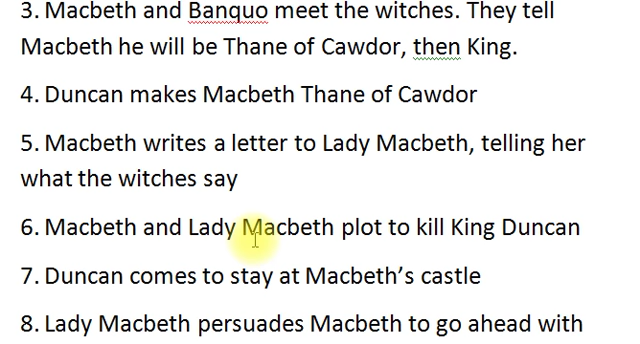 3. Macbeth and Banquo meet the witches. They tell
Macbeth he will be Thane of Cawdor, then King.
4. Duncan makes Macbeth Thane of Cawdor
5. Macbeth writes a letter to Lady Macbeth, telling her
what the witches say
6. Macbeth and Lady Macbeth plot to kill King Duncan
7. Duncan comes to stay at Macbeth’s castle
8. Lady Macbeth persuades Macbeth to go ahead with